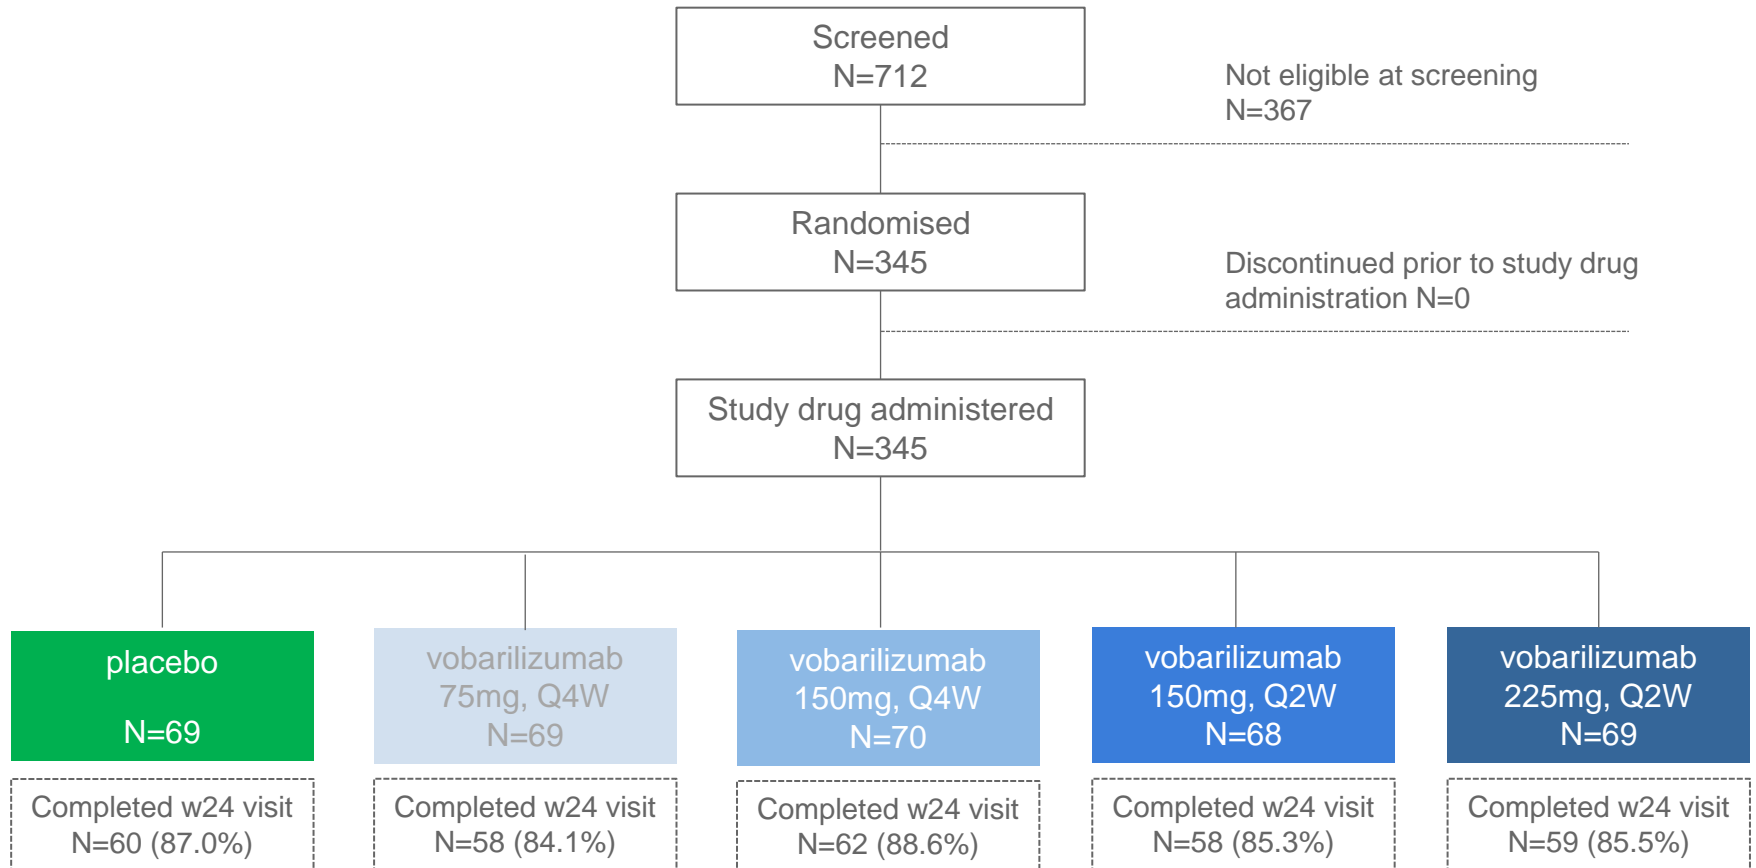 Screened
N=712
Not eligible at screening
N=367
Randomised
N=345
Discontinued prior to study drug
administration N=0
Study drug administered
N=345
placebo
N=69
vobarilizumab
75mg, Q4W
N=69
vobarilizumab
150mg, Q4W
N=70
vobarilizumab
150mg, Q2W
N=68
vobarilizumab
225mg, Q2W
N=69
Completed w24 visit
N=60 (87.0%)
Completed w24 visit
N=58 (84.1%)
Completed w24 visit
N=62 (88.6%)
Completed w24 visit
N=58 (85.3%)
Completed w24 visit
N=59 (85.5%)